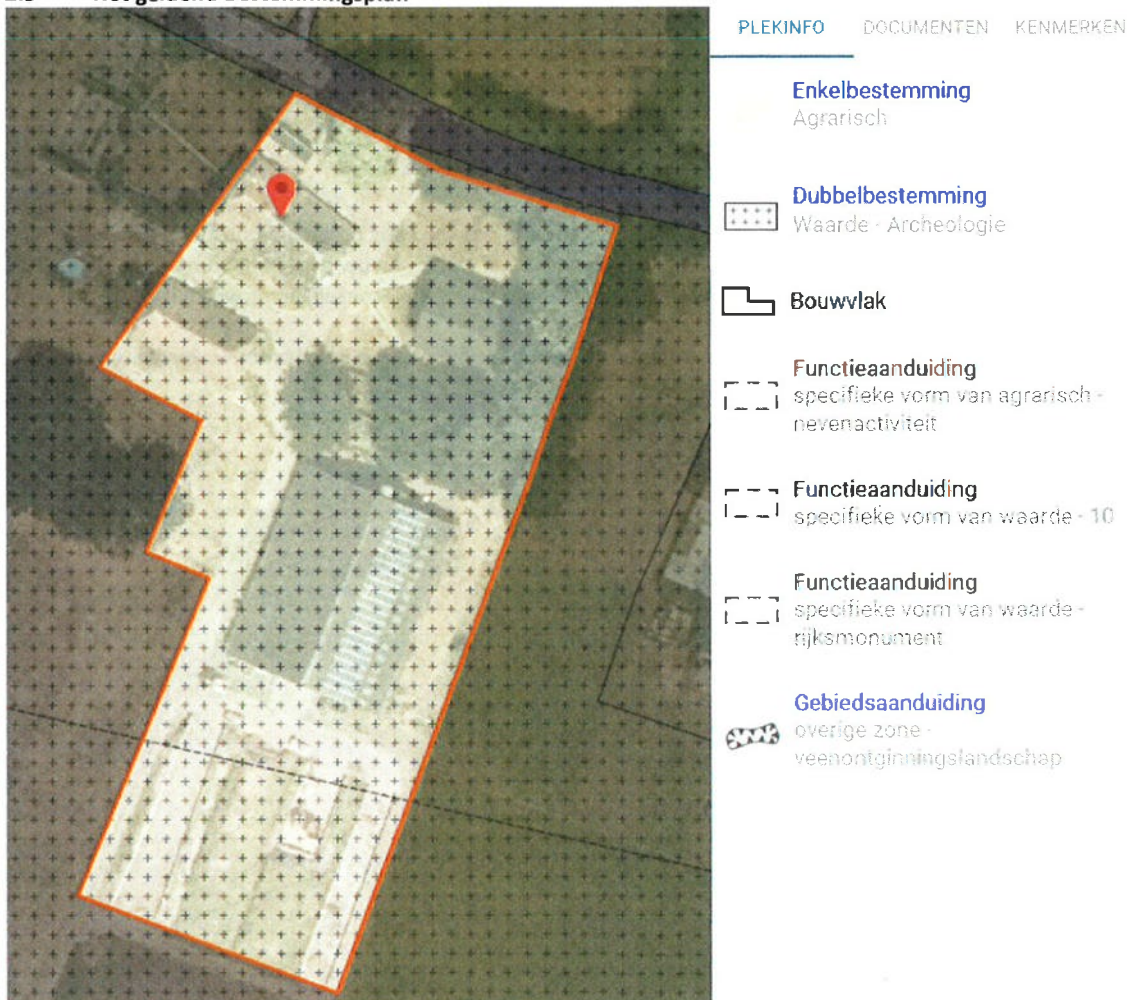 PLEKINFO DOCUMENTEN KENMERKEN
Enkelbestemming
Agrarisch
Dubbelbestemming
Waarde - Archeologie
Bouwvlak
Functieaanduiding
specifieke vorm van agrarisch -
nevenactiviteit
Functieaanduiding
specifieke vorm van waarde - 10
Functieaanduiding
specifieke vorm van waarde -
rijksmonument
Gebiedsaanduiding
overige zone -
veenontginningslandschap